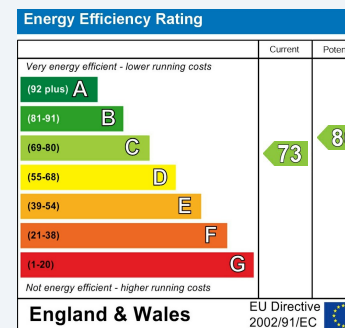 Energy Efficiency Rating
Current
Very energy efficient - lower running costs
(92 plus) A
(81-91) B
(69-80) C
(55-68) D
(39-54) E
(21-38) F
(1-20) G
73
Not energy efficient - higher running costs
England & Wales
EU Directive
2002/91/EC